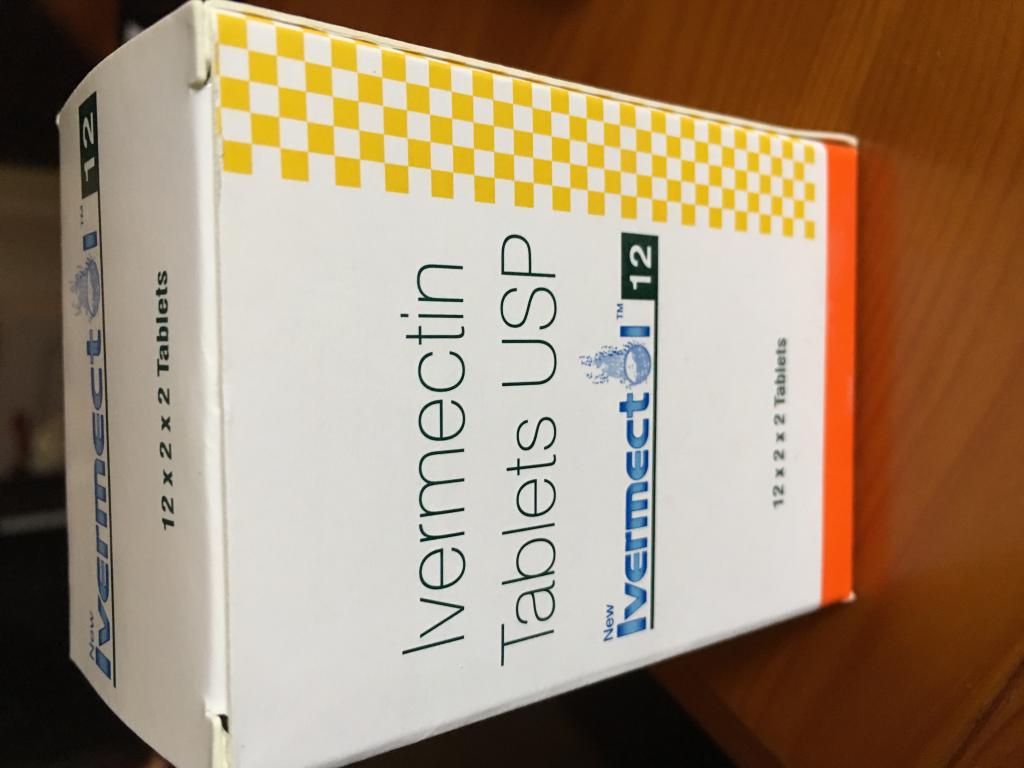 Ivermectin
Tablets USP
New
Ivermectol™ 12
12 x 2 x 2 Tablets
New
Ivermectol™ 12
12 x 2 x 2 Tablets